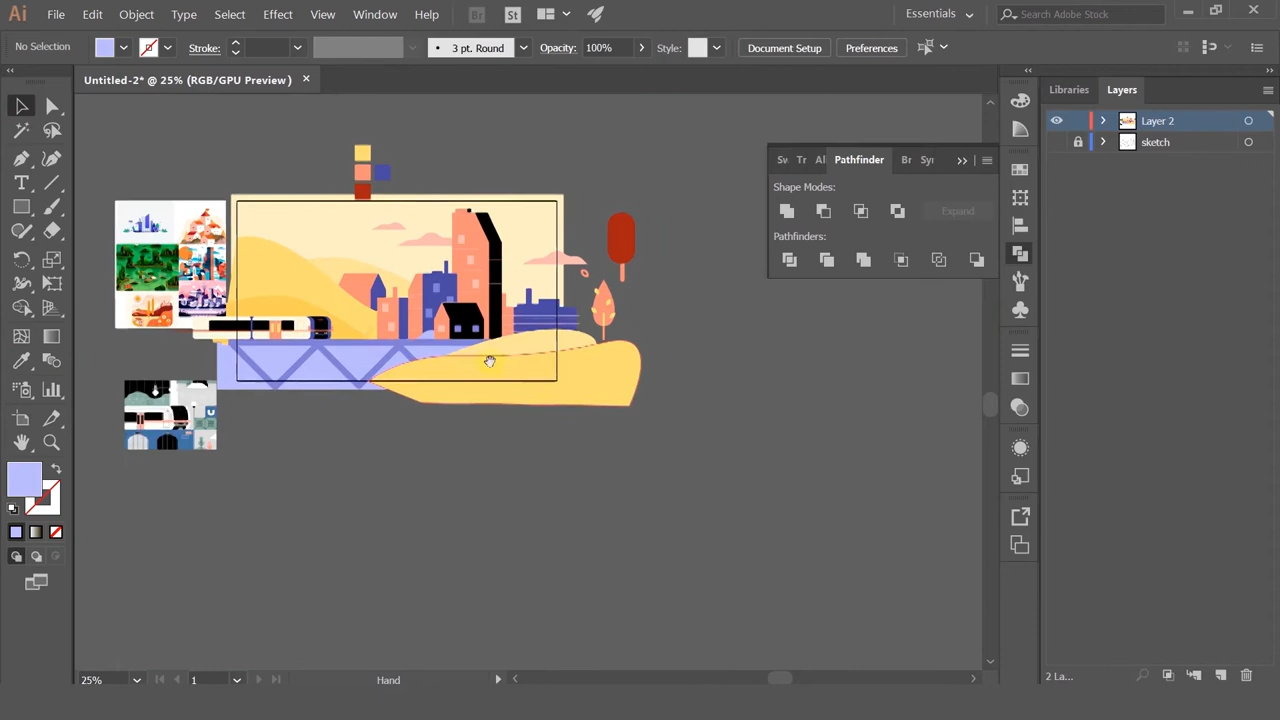 Ai File Edit Object Type Select Effect View Window Help Br St Essentials Search Adobe Stock
No Selection Stroke: 3 pt. Round Opacity: 100% Style: Document Setup Preferences
Untitled-2* @ 25% (RGB/GPU Preview)
Libraries Layers
Layer 2
sketch
Sv Tr Al Pathfinder Br Syr
Shape Modes:
Expand
Pathfinders:
25% 1 Hand
2 La...